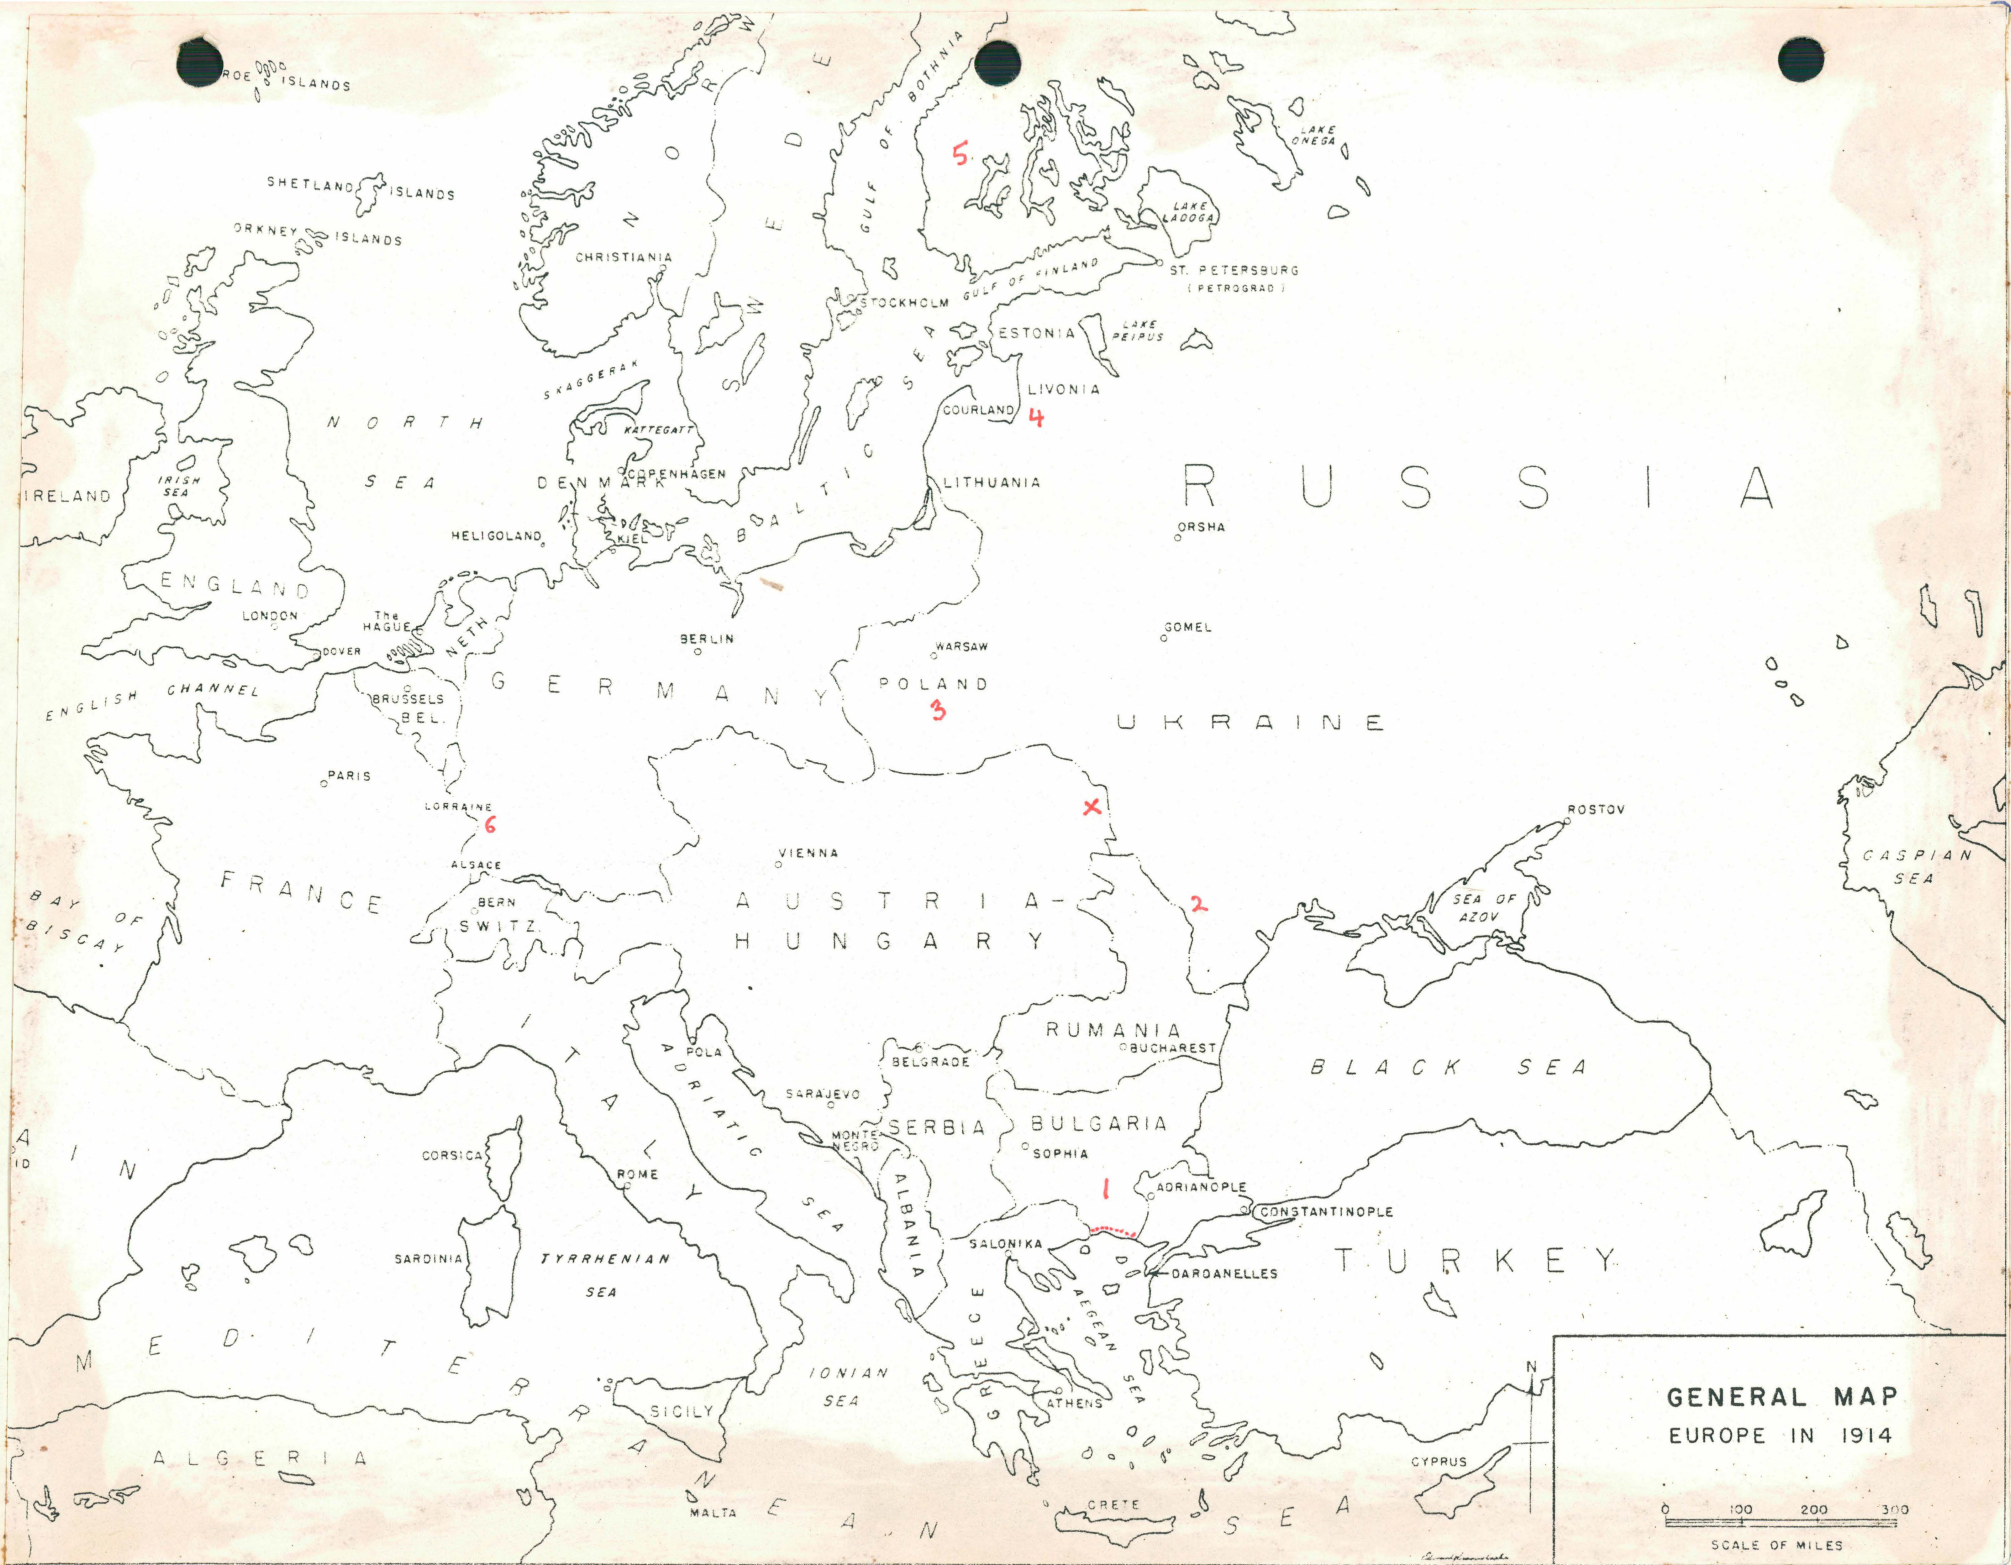 ROE ISLANDS
SHETLAND ISLANDS
ORKNEY ISLANDS
NORWAY
SWEDE
GULF OF BOTHNIA
5
LAKE ONEGA
LAKE LADOGA
CHRISTIANIA
STOCKHOLM
GULF OF FINLAND
ST. PETERSBURG
(PETROGRAD)
ESTONIA
LAKE PEIPUS
SKAGGERAK
LIVONIA
COURLAND
4
NORTH SEA
KATTEGATT
COPENHAGEN
DENMARK
BALTIC SEA
LITHUANIA
RUSSIA
IRELAND
IRISH SEA
HELIGOLAND
KIEL
ORSHA
ENGLAND
LONDON
The HAGUE
NETH
DOVER
BERLIN
WARSAW
GOMEL
ENGLISH CHANNEL
BRUSSELS
BEL.
GERMANY
POLAND
3
UKRAINE
PARIS
LORRAINE
6
X
ROSTOV
ALSACE
VIENNA
CASPIAN SEA
FRANCE
BERN
SWITZ.
AUSTRIA-
HUNGARY
2
SEA OF AZOV
BAY OF BISCAY
ITALY
POLA
ADRIATIC SEA
BELGRADE
RUMANIA
BUCHAREST
BLACK SEA
SARAJEVO
MONTE-
NEGRO
SERBIA
BULGARIA
SOPHIA
AIN
ID
CORSICA
ROME
ALBANIA
1
ADRIANOPLE
CONSTANTINOPLE
SALONIKA
SARDINIA
TYRRHENIAN
SEA
DARDANELLES
TURKEY
GREECE
AEGEAN SEA
MEDITERRANEAN SEA
IONIAN
SEA
SICILY
ATHENS
ALGERIA
MALTA
CRETE
CYPRUS
N
GENERAL MAP
EUROPE IN 1914
0 100 200 300
SCALE OF MILES